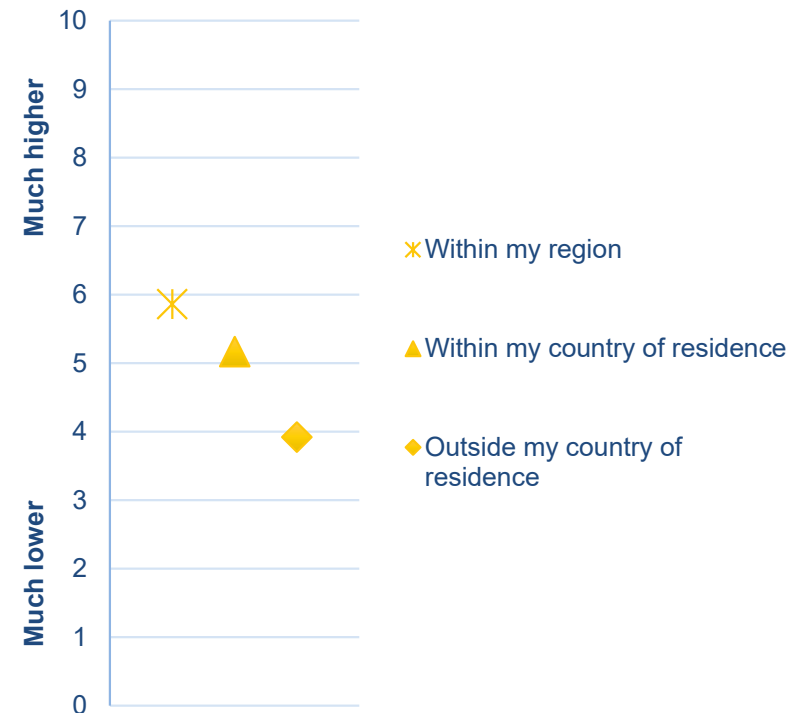 10
9
8
7
6
5
4
3
2
1
0
Much higher
Much lower
Within my region
Within my country of residence
Outside my country of
residence